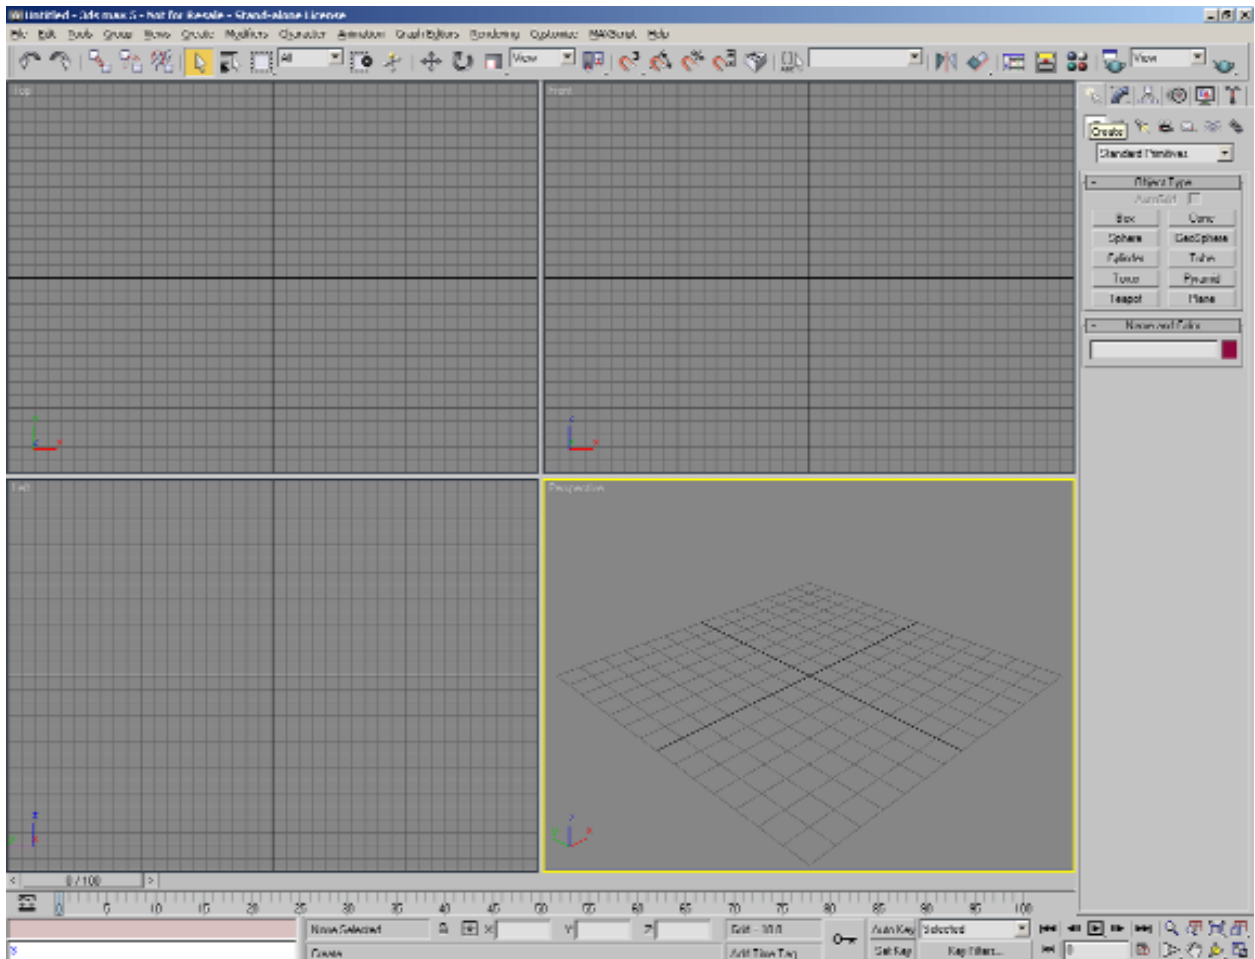 Untitled - 3ds max 5 - Not for Resale - Stand-alone License
File Edit Tools Group Views Create Modifiers Character Animation Graph Editors Rendering Customize MAXScript Help
All View View
Top Front
Create
Standard Primitives
- Object Type
AutoGrid
Box Cone
Sphere GeoSphere
Cylinder Tube
Torus Pyramid
Teapot Plane
- Name and Color
y x z
z x
Left Perspective
z
z y x
< 0 / 100 >
0 5 10 15 20 25 30 35 40 45 50 55 60 65 70 75 80 85 90 95 100
None Selected X: Y: Z: Grid = 10.0 Auto Key Selected
Create Add Time Tag Set Key Key Filters... 0